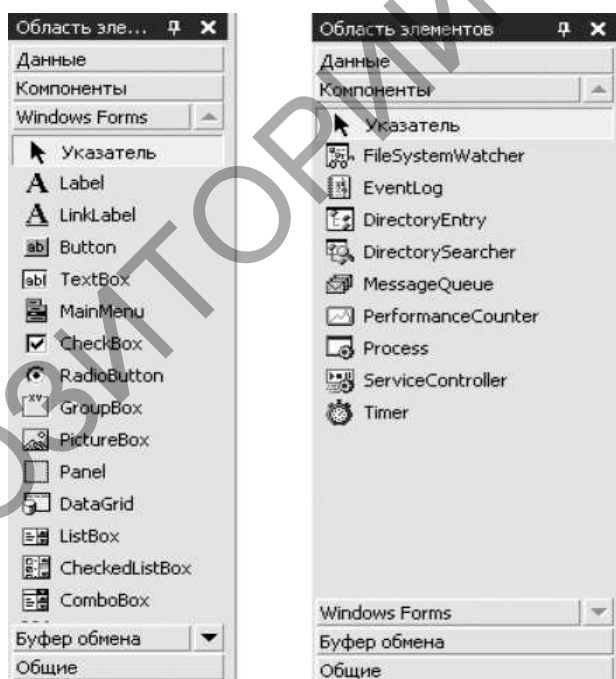 Область эле...
Данные
Компоненты
Windows Forms
Указатель
Label
LinkLabel
Button
TextBox
MainMenu
CheckBox
RadioButton
GroupBox
PictureBox
Panel
DataGrid
ListBox
CheckedListBox
ComboBox
Буфер обмена
Общие
Область элементов
Данные
Компоненты
Указатель
FileSystemWatcher
EventLog
DirectoryEntry
DirectorySearcher
MessageQueue
PerformanceCounter
Process
ServiceController
Timer
Windows Forms
Буфер обмена
Общие